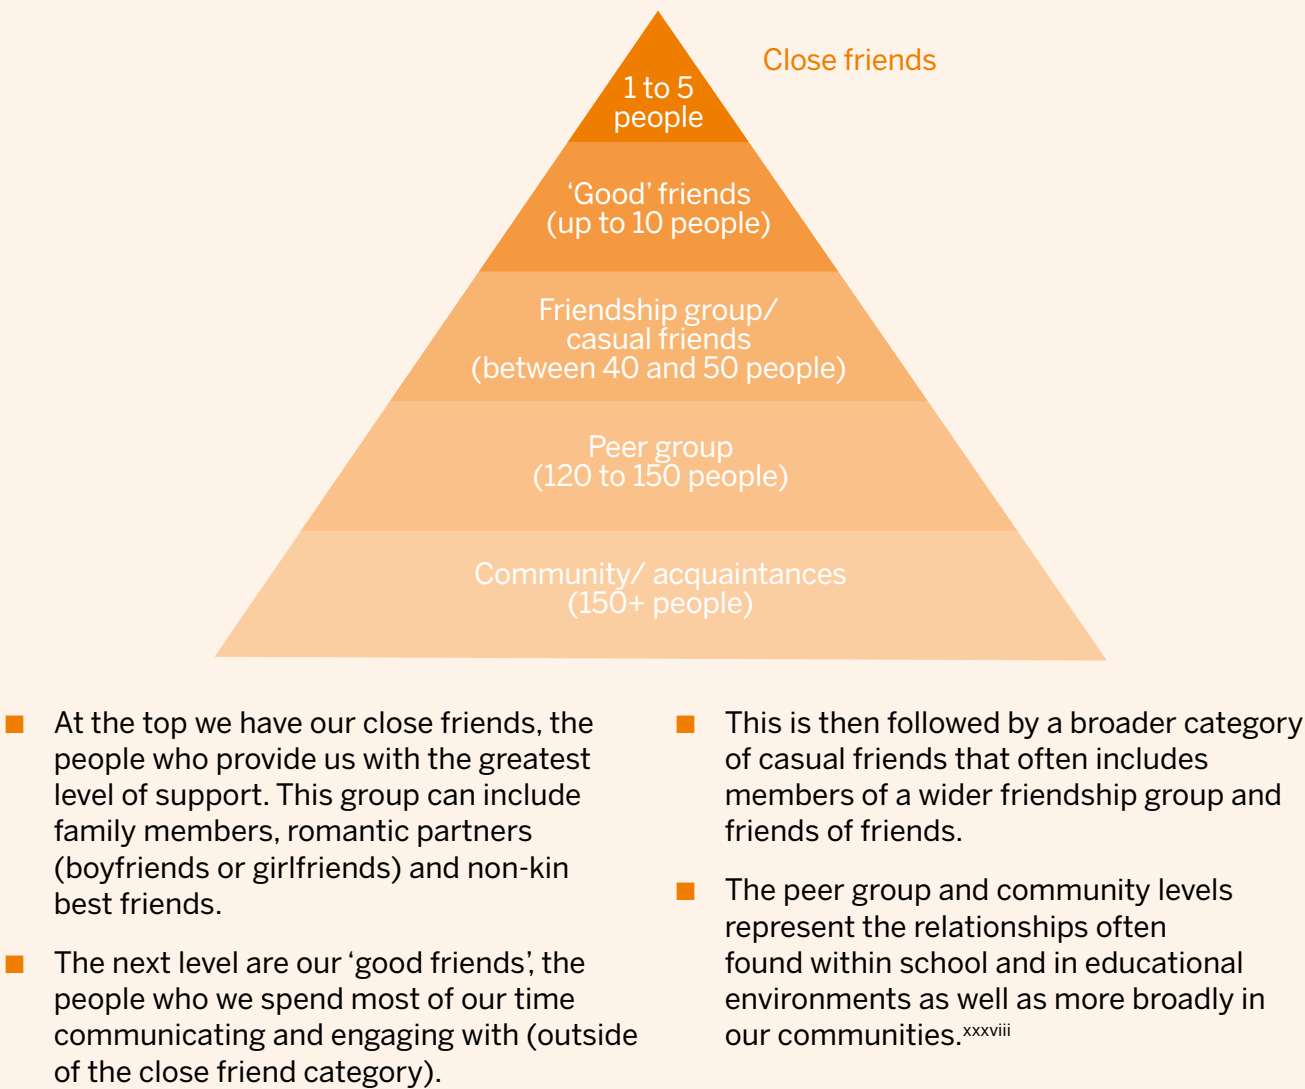 Close friends
1 to 5
people
‘Good’ friends
(up to 10 people)
Friendship group/
casual friends
(between 40 and 50 people)
Peer group
(120 to 150 people)
Community/ acquaintances
(150+ people)
■ At the top we have our close friends, the
people who provide us with the greatest
level of support. This group can include
family members, romantic partners
(boyfriends or girlfriends) and non-kin
best friends.
■ The next level are our ‘good friends’, the
people who we spend most of our time
communicating and engaging with (outside
of the close friend category).
■ This is then followed by a broader category
of casual friends that often includes
members of a wider friendship group and
friends of friends.
■ The peer group and community levels
represent the relationships often
found within school and in educational
environments as well as more broadly in
our communities.xxxviii